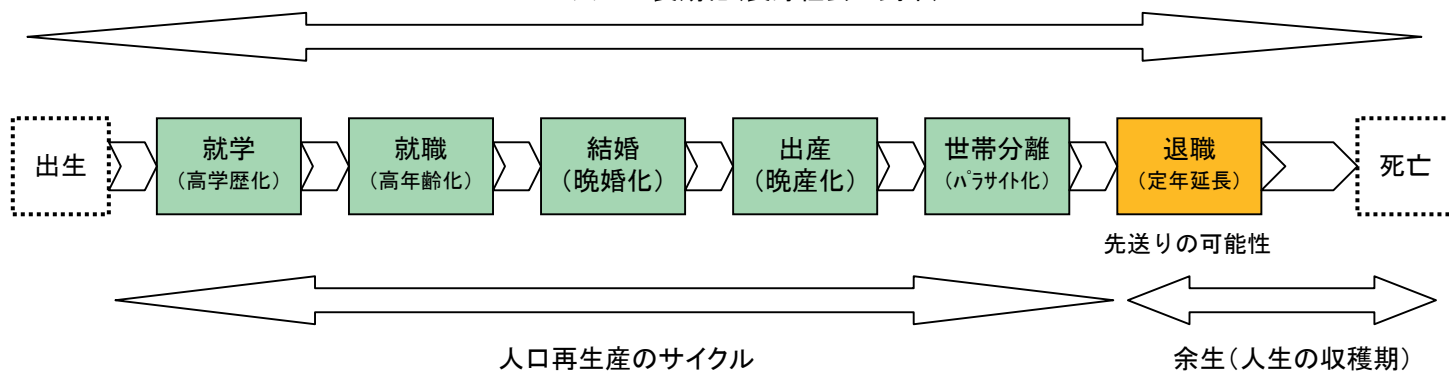 出生
就学
(高学歴化)
就職
(高年齢化)
結婚
(晩婚化)
出産
(晩産化)
世帯分離
(パラサイト化)
退職
(定年延長)
死亡
先送りの可能性
人口再生産のサイクル
余生(人生の収穫期)